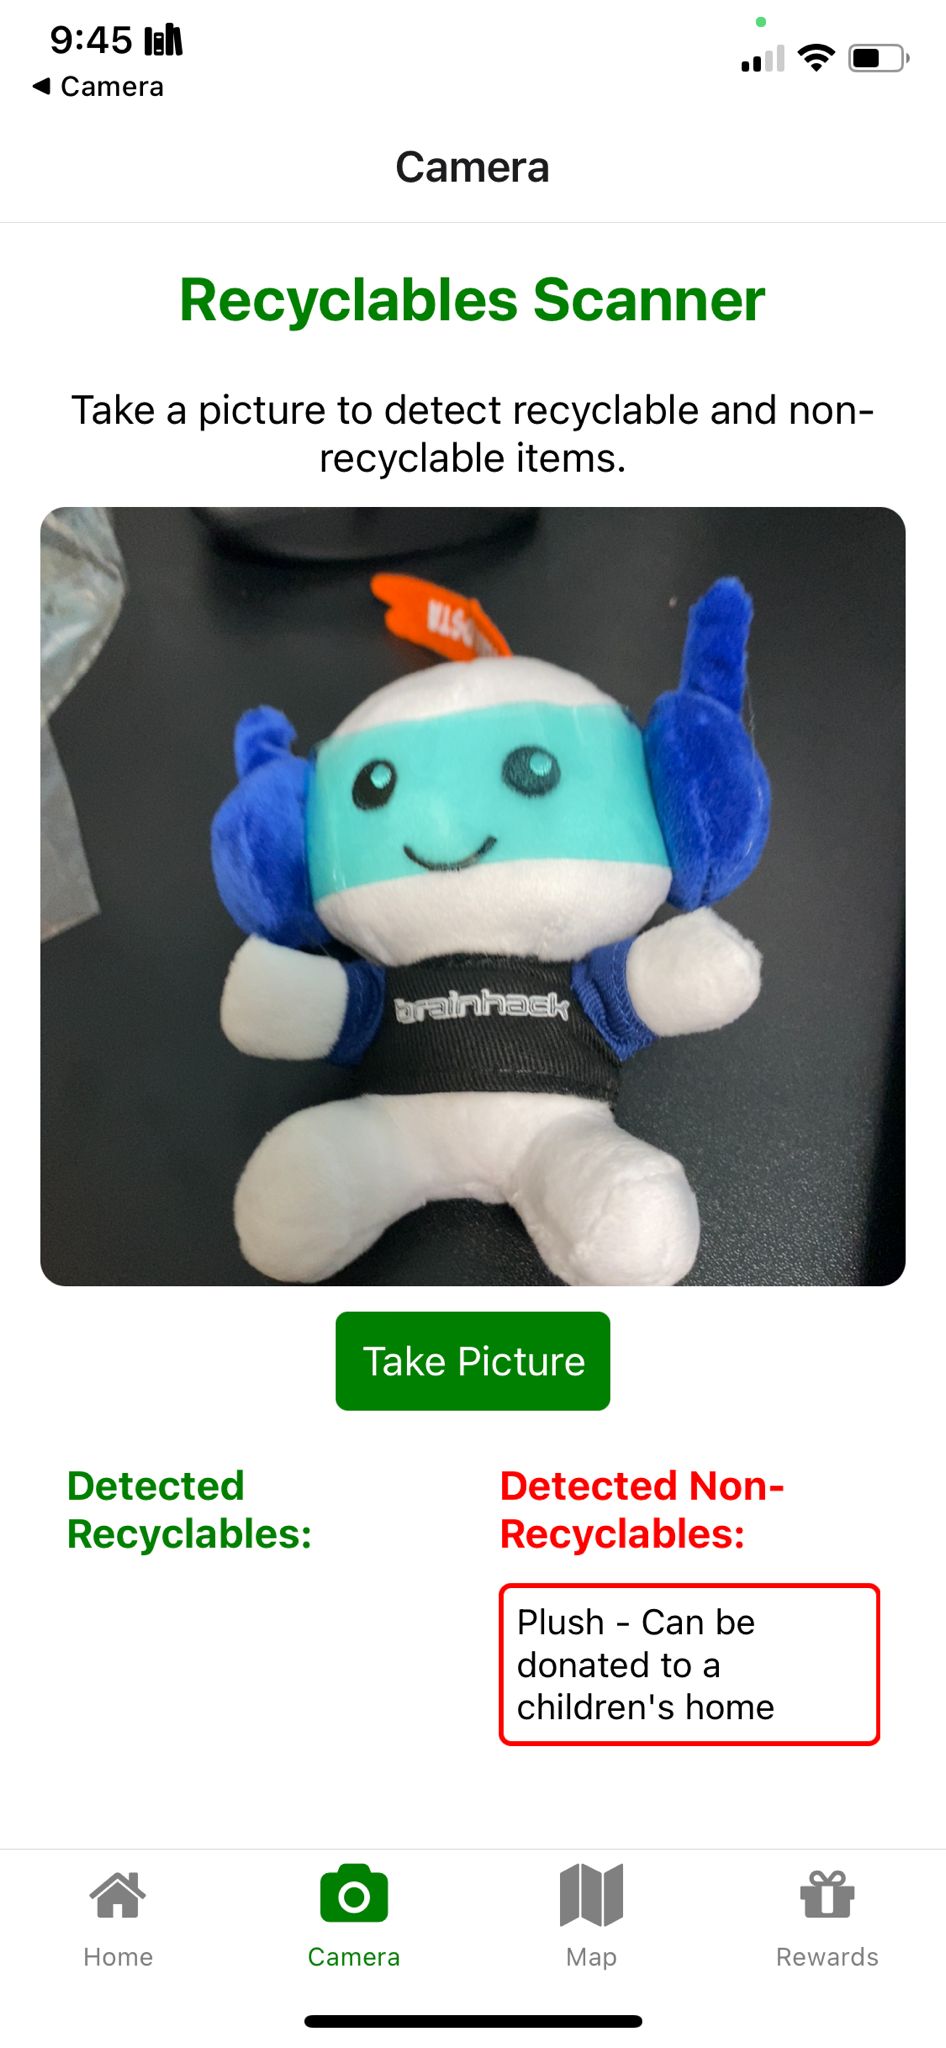 9:45
Camera
Camera
Recyclables Scanner
Take a picture to detect recyclable and non-
recyclable items.
brainhack
Take Picture
Detected
Recyclables:
Detected Non-
Recyclables:
Plush - Can be
donated to a
children's home
Home
Camera
Map
Rewards